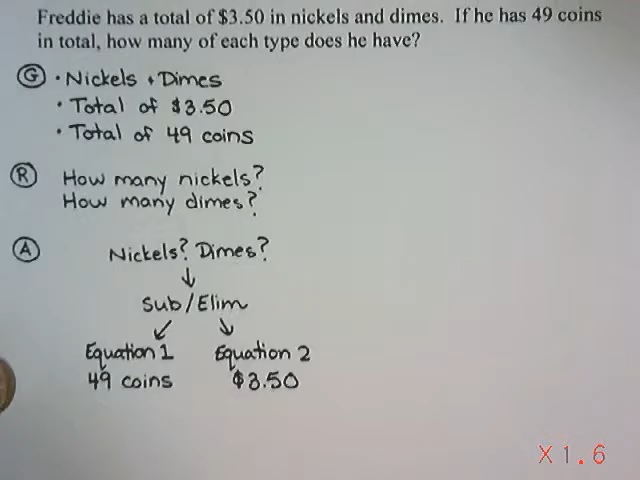 Freddie has a total of $3.50 in nickels and dimes. If he has 49 coins
in total, how many of each type does he have?
G • Nickels + Dimes
• Total of $3.50
• Total of 49 coins
R How many nickels?
How many dimes?
A Nickels? Dimes?
↓
Sub/Elim
↙ ↘
Equation 1 Equation 2
49 coins $3.50
X1.6